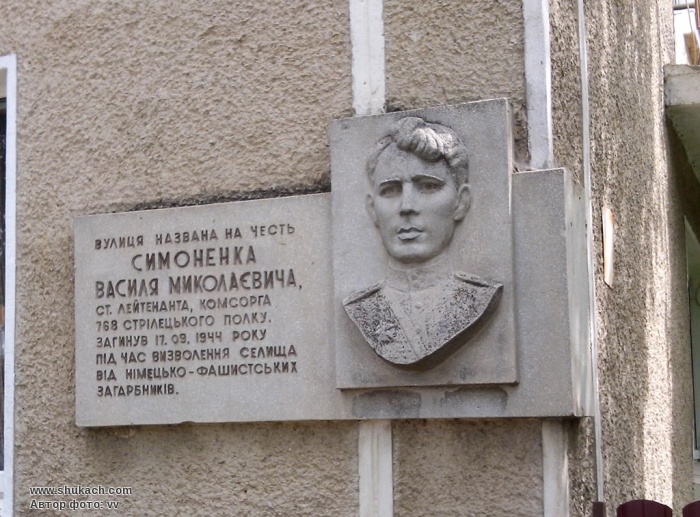 ВУЛИЦЯ НАЗВАНА НА ЧЕСТЬ
СИМОНЕНКА
ВАСИЛЯ МИКОЛАЄВИЧА,
СТ. ЛЕЙТЕНАНТА, КОМСОРГА
768 СТРІЛЕЦЬКОГО ПОЛКУ.
ЗАГИНУВ 17. 09. 1944 РОКУ
ПІД ЧАС ВИЗВОЛЕННЯ СЕЛИЩА
ВІД НІМЕЦЬКО-ФАШИСТСЬКИХ
ЗАГАРБНИКІВ.
www.shukach.com
Автор фото: vv